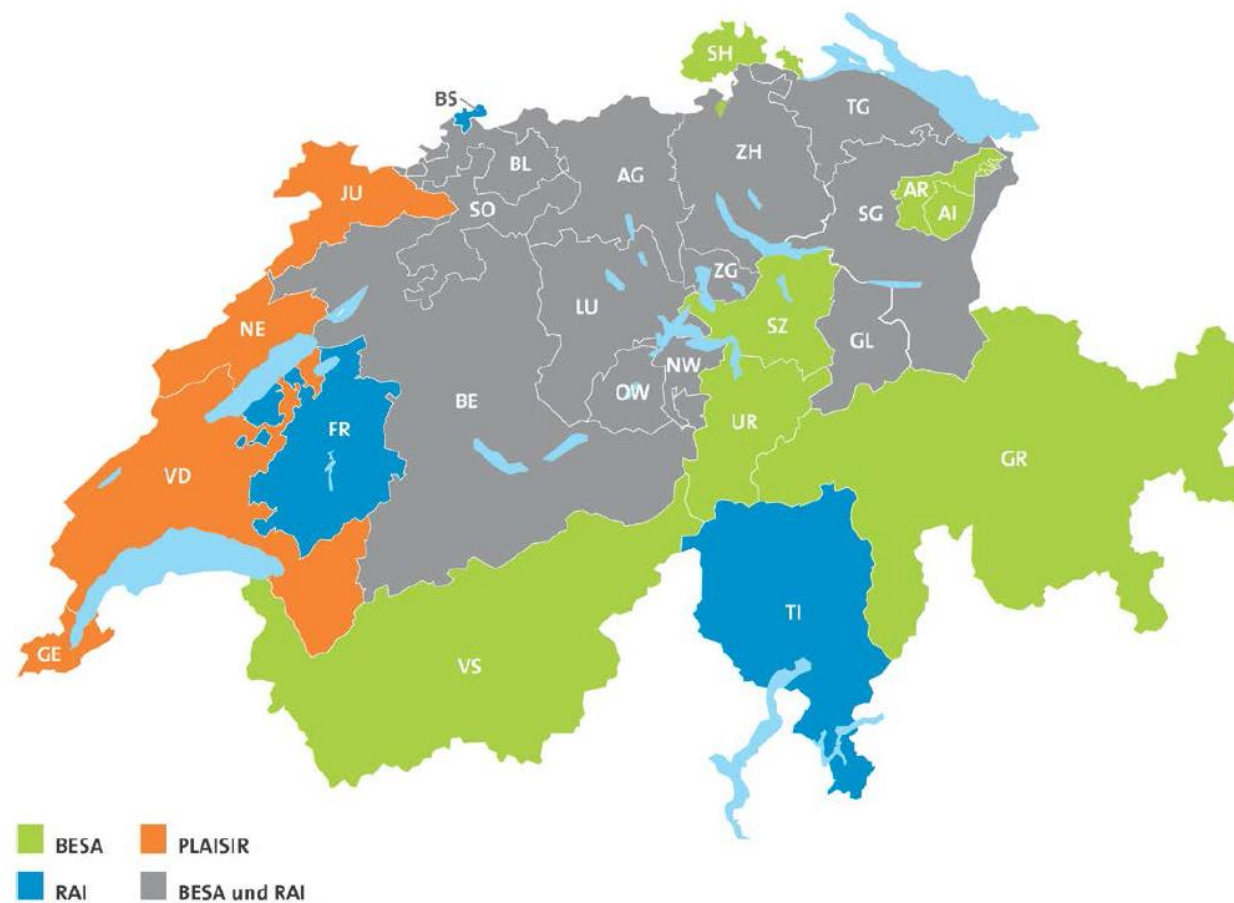 SH
BS
TG
ZH
BL
AG
JU
AR
SO
SG
AI
ZG
LU
NE
SZ
GL
NW
OW
BE
UR
FR
GR
VD
TI
GE
VS
BESA
PLAISIR
RAI
BESA und RAI